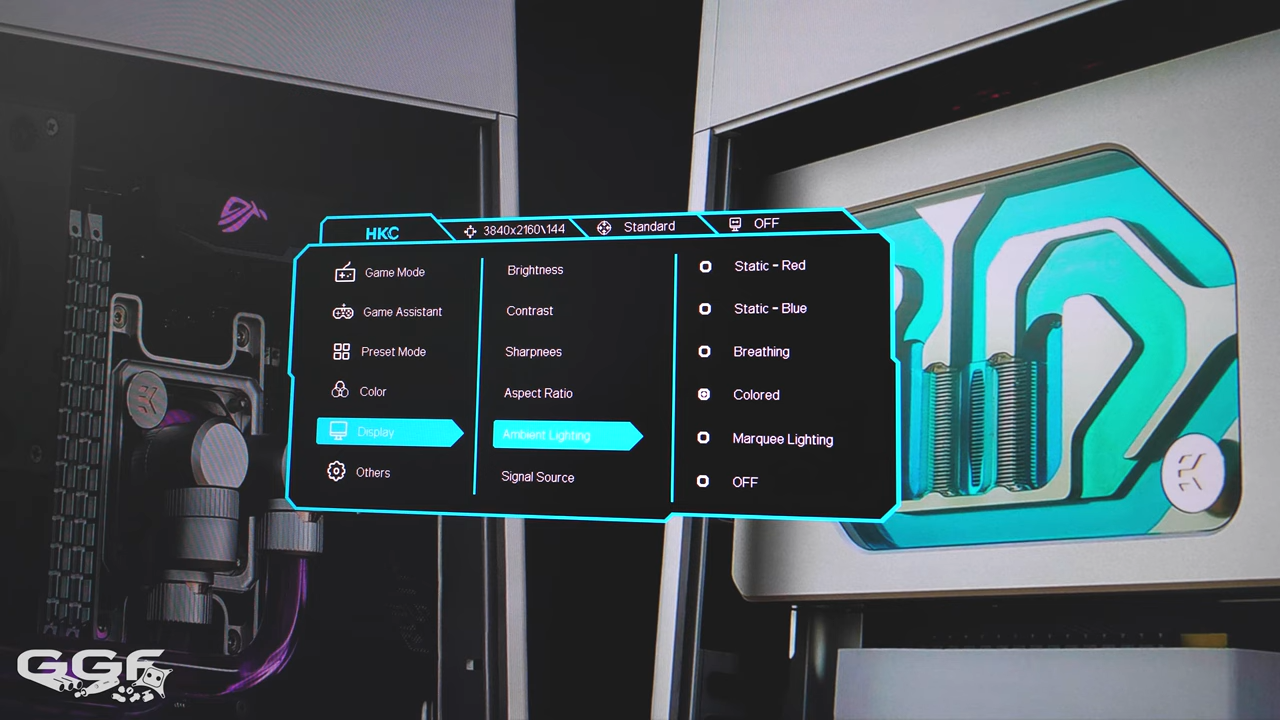 HKC
3840x2160\144
Standard
OFF
Game Mode
Game Assistant
Preset Mode
Color
Display
Others
Brightness
Contrast
Sharpnees
Aspect Ratio
Ambient Lighting
Signal Source
Static - Red
Static - Blue
Breathing
Colored
Marquee Lighting
OFF
GGF